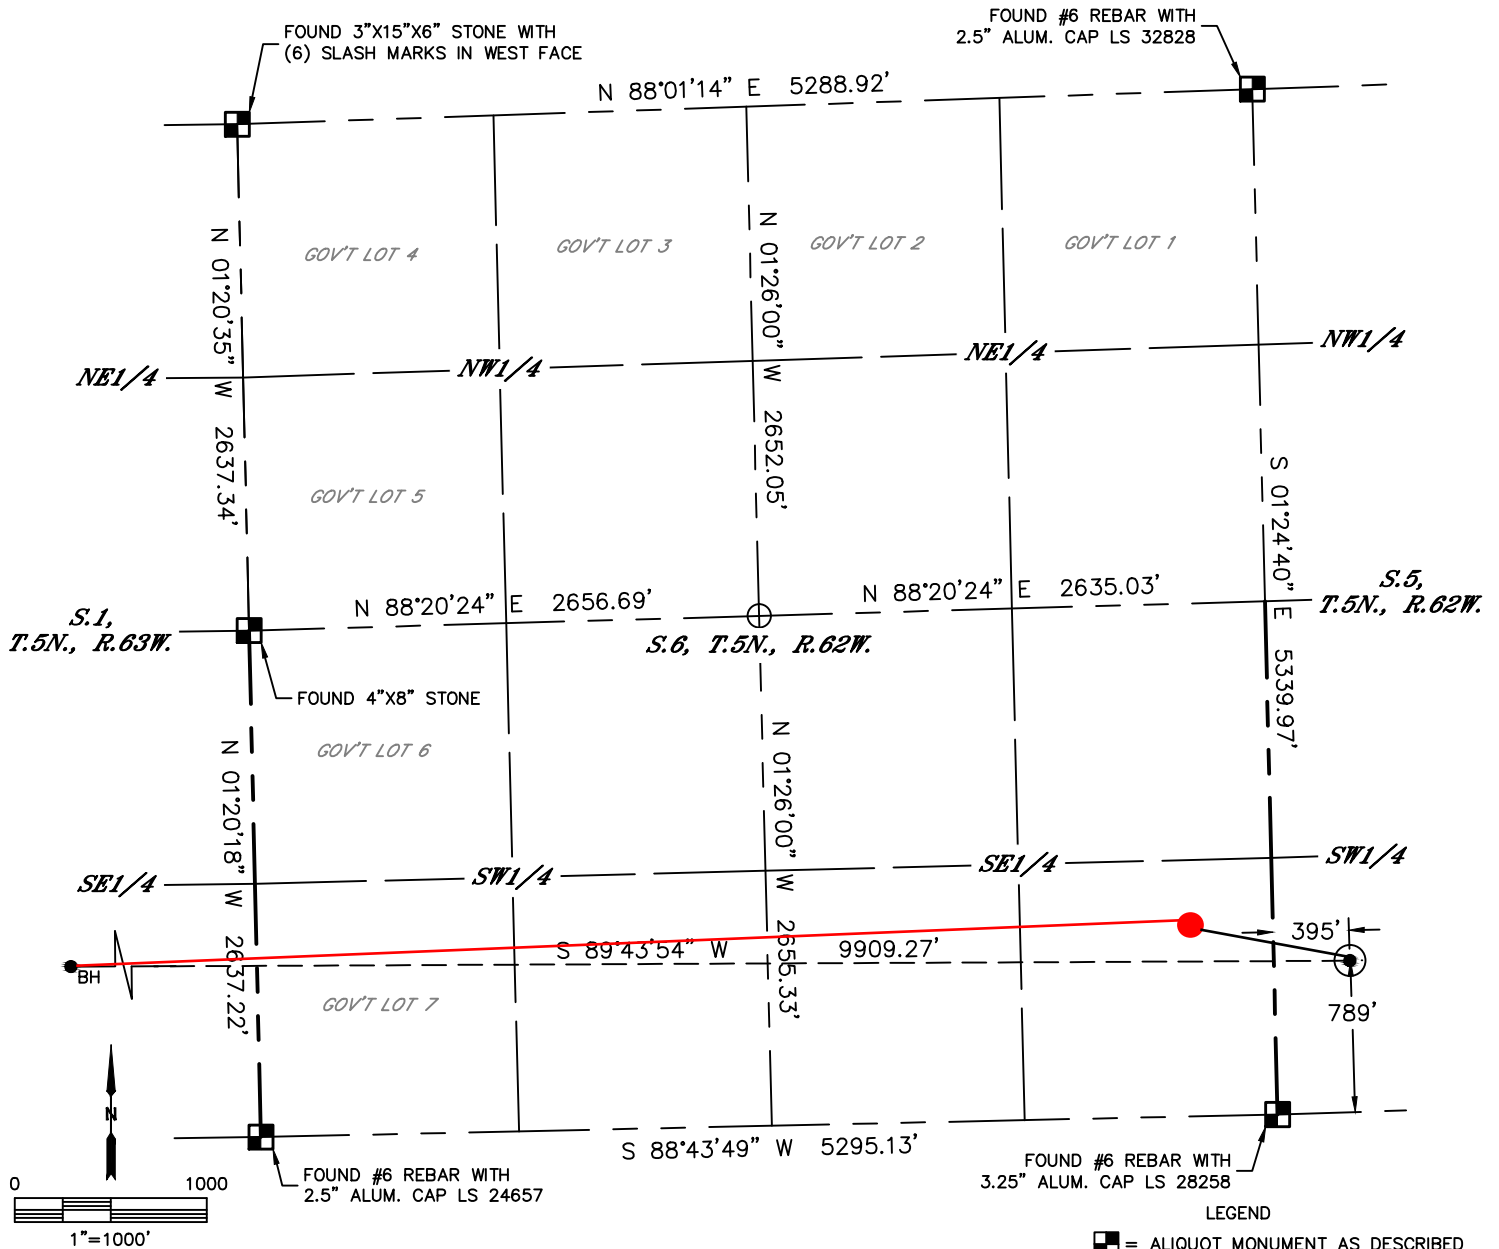 FOUND 3"X15"X6" STONE WITH
(6) SLASH MARKS IN WEST FACE
FOUND #6 REBAR WITH
2.5" ALUM. CAP LS 32828
N 88°01'14" E 5288.92'
N 01°20'35" W 2637.34'
GOV'T LOT 4
GOV'T LOT 3
N 01°26'00" W 2652.05'
GOV'T LOT 2
GOV'T LOT 1
NE1/4
NW1/4
NE1/4
NW1/4
GOV'T LOT 5
S 01°24'40" E 5339.97'
S.1,
T.5N., R.63W.
N 88°20'24" E 2656.69'
N 88°20'24" E 2635.03'
S.5,
T.5N., R.62W.
S.6, T.5N., R.62W.
FOUND 4"X8" STONE
N 01°20'18" W 2637.22'
GOV'T LOT 6
N 01°26'00" W 2655.33'
SE1/4
SW1/4
SE1/4
SW1/4
395'
S 89°43'54" W 9909.27'
BH
GOV'T LOT 7
789'
N
S 88°43'49" W 5295.13'
FOUND #6 REBAR WITH
2.5" ALUM. CAP LS 24657
FOUND #6 REBAR WITH
3.25" ALUM. CAP LS 28258
0 1000
1"=1000'
LEGEND
= ALIQUOT MONUMENT AS DESCRIBED